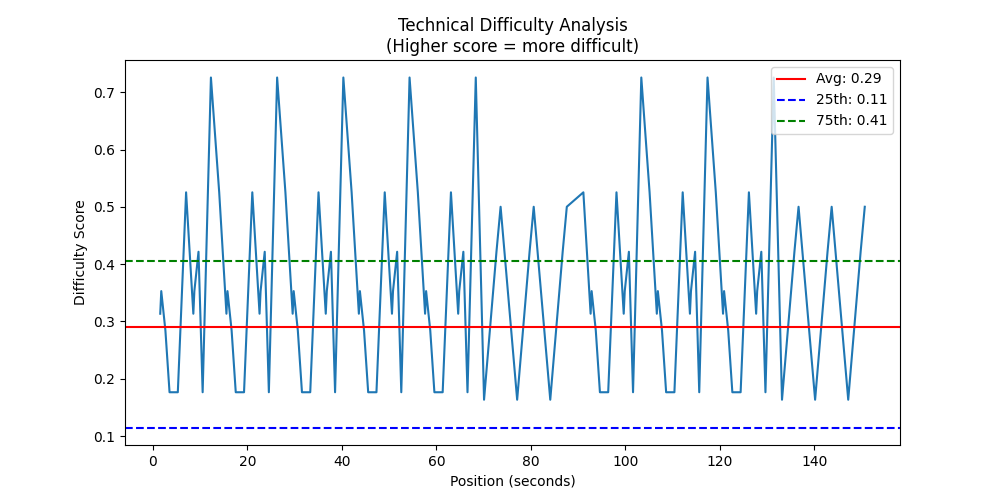 Technical Difficulty Analysis
(Higher score = more difficult)
Avg: 0.29
25th: 0.11
75th: 0.41
Difficulty Score
0.7
0.6
0.5
0.4
0.3
0.2
0.1
0 20 40 60 80 100 120 140
Position (seconds)